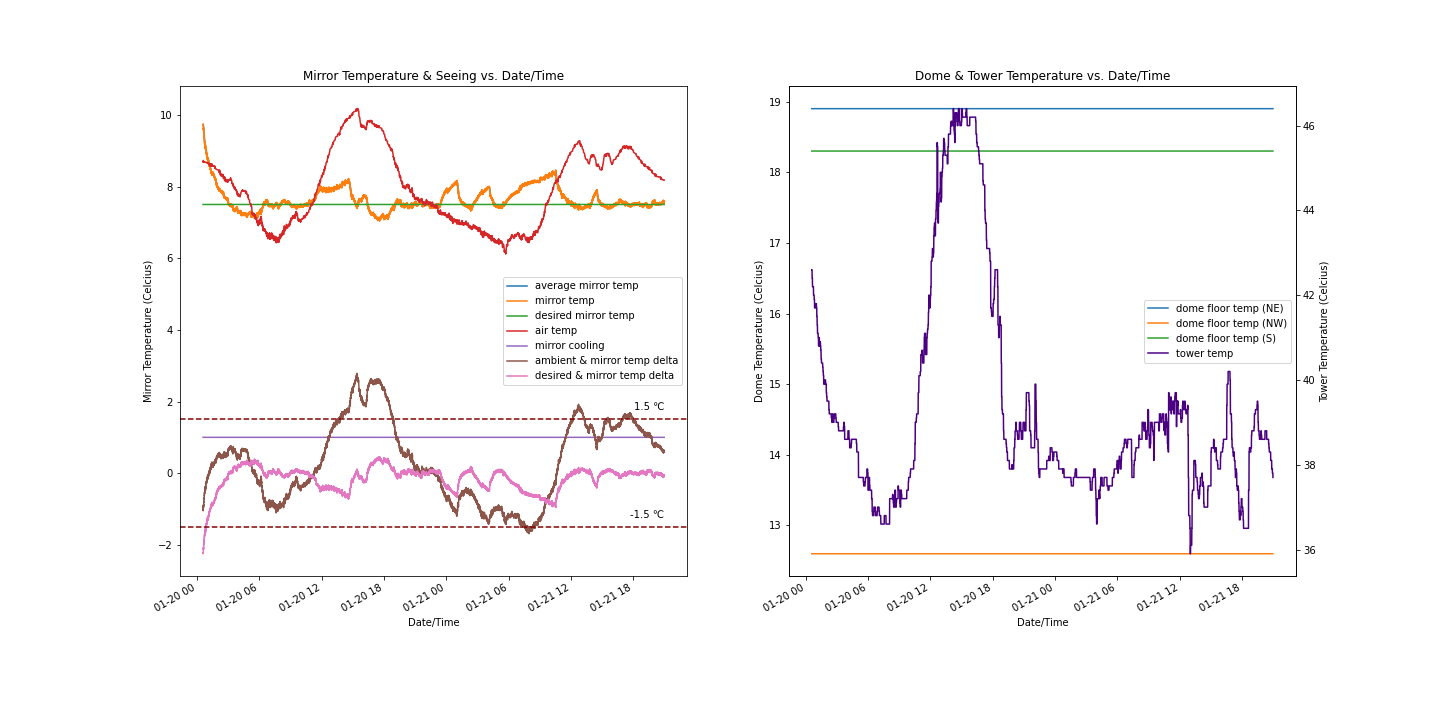 Mirror Temperature & Seeing vs. Date/Time
Mirror Temperature (Celcius)
10
8
6
4
2
0
−2
average mirror temp
mirror temp
desired mirror temp
air temp
mirror cooling
ambient & mirror temp delta
desired & mirror temp delta
1.5 ℃
-1.5 ℃
01-20 00
01-20 06
01-20 12
01-20 18
01-21 00
01-21 06
01-21 12
01-21 18
Date/Time
Dome & Tower Temperature vs. Date/Time
Dome Temperature (Celcius)
19
18
17
16
15
14
13
dome floor temp (NE)
dome floor temp (NW)
dome floor temp (S)
tower temp
46
44
42
40
38
36
Tower Temperature (Celcius)
01-20 00
01-20 06
01-20 12
01-20 18
01-21 00
01-21 06
01-21 12
01-21 18
Date/Time